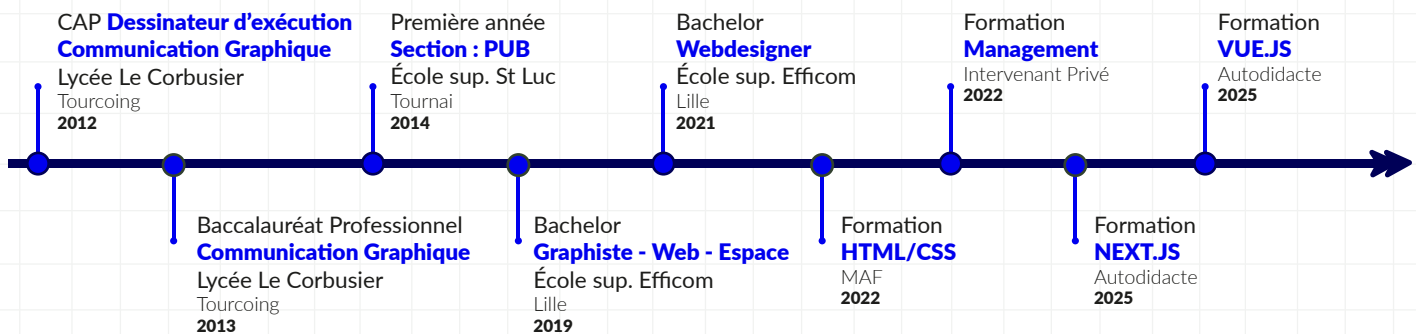 CAP Dessinateur d'exécution
Communication Graphique
Lycée Le Corbusier
Tourcoing
2012
Première année
Section : PUB
École sup. St Luc
Tournai
2014
Bachelor
Webdesigner
École sup. Efficom
Lille
2021
Formation
Management
Intervenant Privé
2022
Formation
VUE.JS
Autodidacte
2025
Baccalauréat Professionnel
Communication Graphique
Lycée Le Corbusier
Tourcoing
2013
Bachelor
Graphiste - Web - Espace
École sup. Efficom
Lille
2019
Formation
HTML/CSS
MAF
2022
Formation
NEXT.JS
Autodidacte
2025